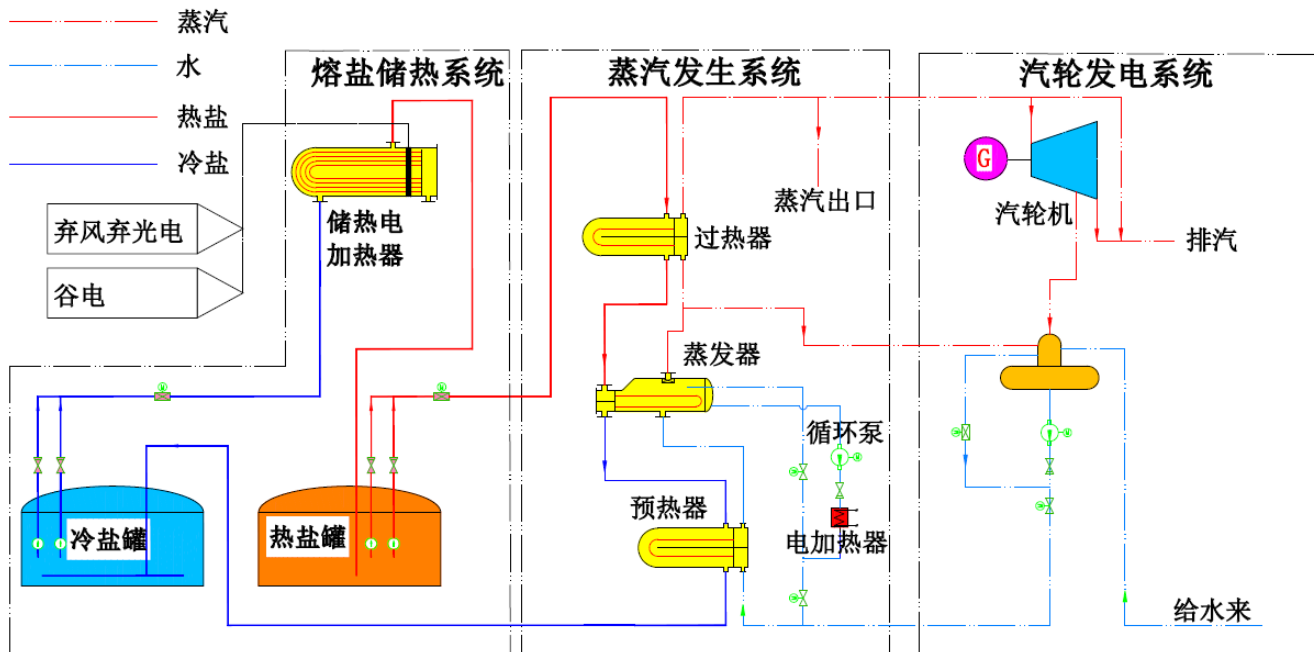 蒸汽
水
热盐
冷盐
熔盐储热系统
蒸汽发生系统
汽轮发电系统
弃风弃光电
谷电
储热电
加热器
过热器
蒸汽出口
G
汽轮机
排汽
蒸发器
循环泵
预热器
电加热器
冷盐罐
热盐罐
给水来